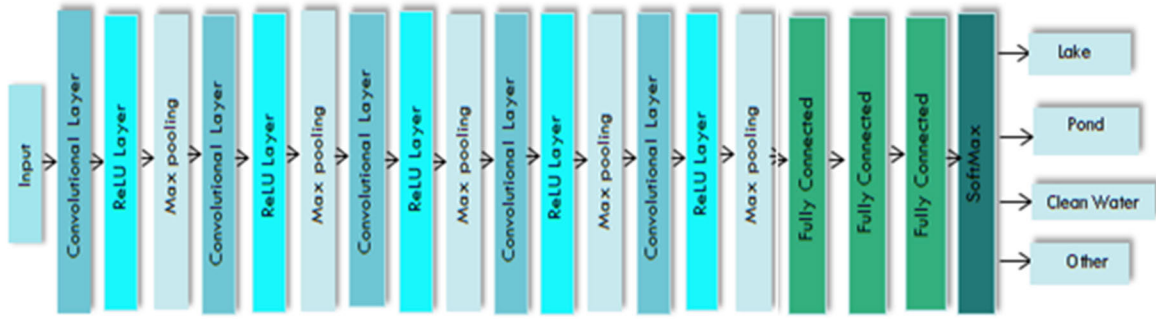 Input
Convolutional Layer
ReLU Layer
Max pooling
Convolutional Layer
ReLU Layer
Max pooling
Convolutional Layer
ReLU Layer
Max pooling
Convolutional Layer
ReLU Layer
Max pooling
Convolutional Layer
ReLU Layer
Max pooling
Fully Connected
Fully Connected
Fully Connected
SoftMax
Lake
Pond
Clean Water
Other